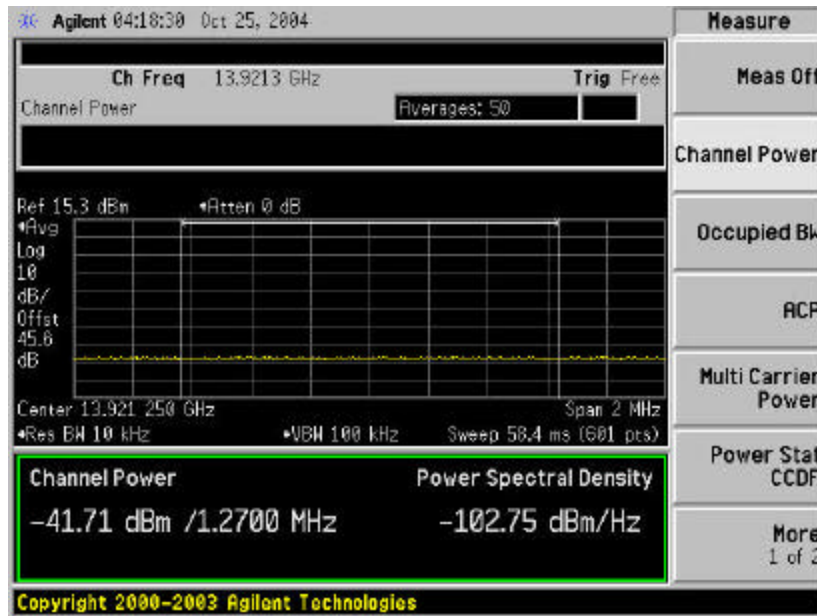 Agilent 04:18:30 Oct 25, 2004
Measure
Ch Freq 13.9213 GHz Trig Free
Channel Power Averages: 50
Meas Off
Channel Power
Ref 15.3 dBm Atten 0 dB
Avg
Log
10
dB/
Offst
45.6
dB
Occupied BW
ACP
Multi Carrier
Power
Center 13.921 250 GHz Span 2 MHz
Res BW 10 kHz VBW 100 kHz Sweep 58.4 ms (601 pts)
Channel Power Power Spectral Density
-41.71 dBm /1.2700 MHz -102.75 dBm/Hz
Power Stat
CCDF
More
1 of 2
Copyright 2000-2003 Agilent Technologies